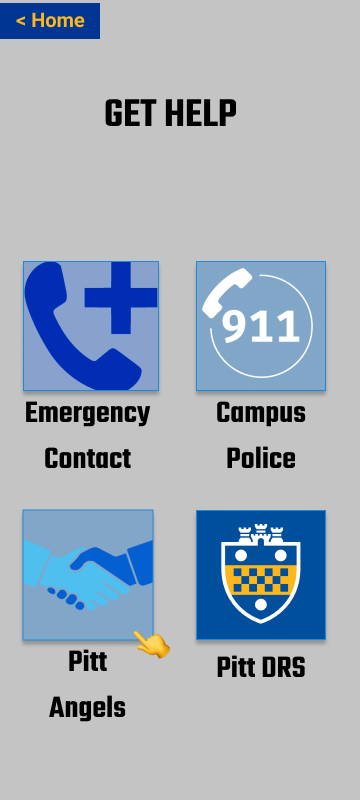 < Home
GET HELP
911
Emergency
Contact
Campus
Police
Pitt
Angels
Pitt DRS